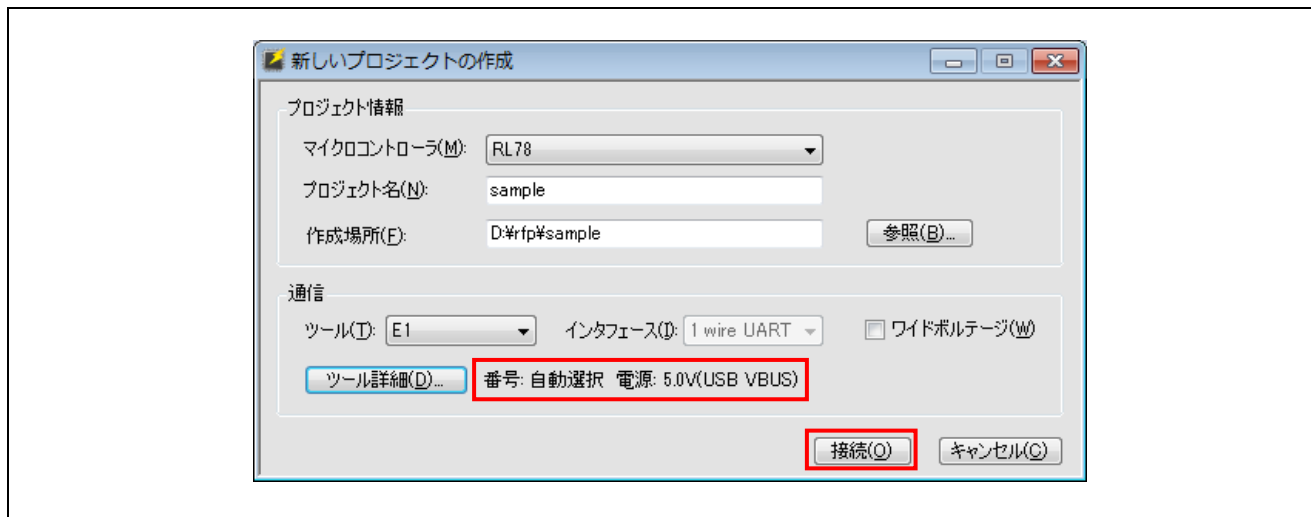 新しいプロジェクトの作成
プロジェクト情報
マイクロコントローラ(M): RL78
プロジェクト名(N): sample
作成場所(F): D:¥rfp¥sample 参照(B)...
通信
ツール(T): E1 インタフェース(I): 1 wire UART ワイドボルテージ(W)
ツール詳細(D)... 番号: 自動選択 電源: 5.0V(USB VBUS)
接続(O) キャンセル(C)